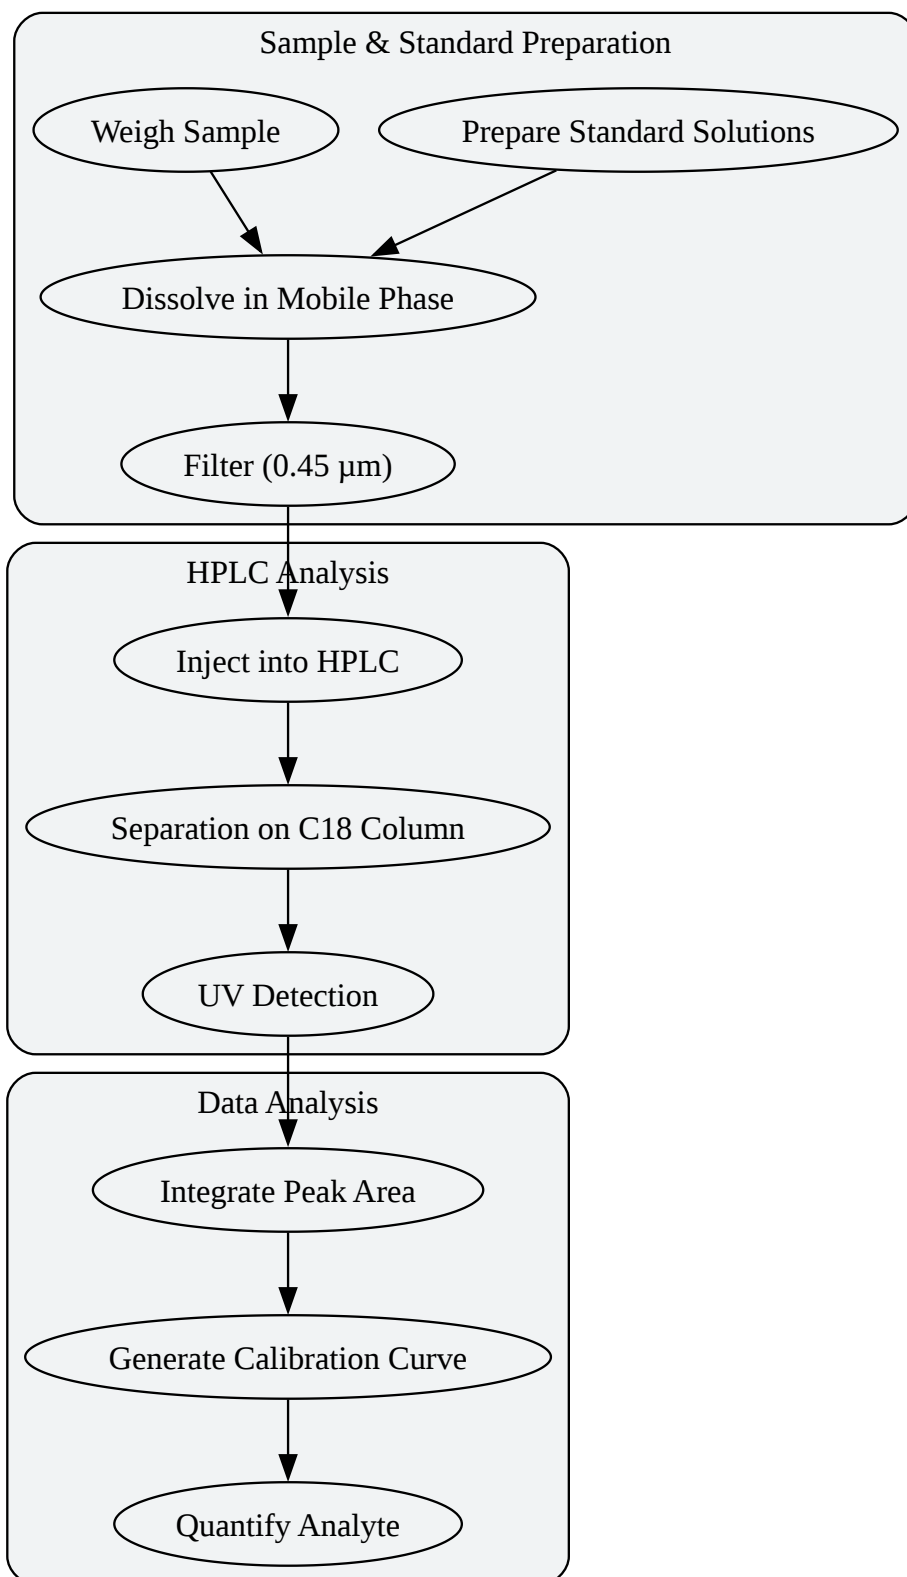 Sample & Standard Preparation
Weigh Sample
Prepare Standard Solutions
Dissolve in Mobile Phase
Filter (0.45 µm)
HPLC Analysis
Inject into HPLC
Separation on C18 Column
UV Detection
Data Analysis
Integrate Peak Area
Generate Calibration Curve
Quantify Analyte